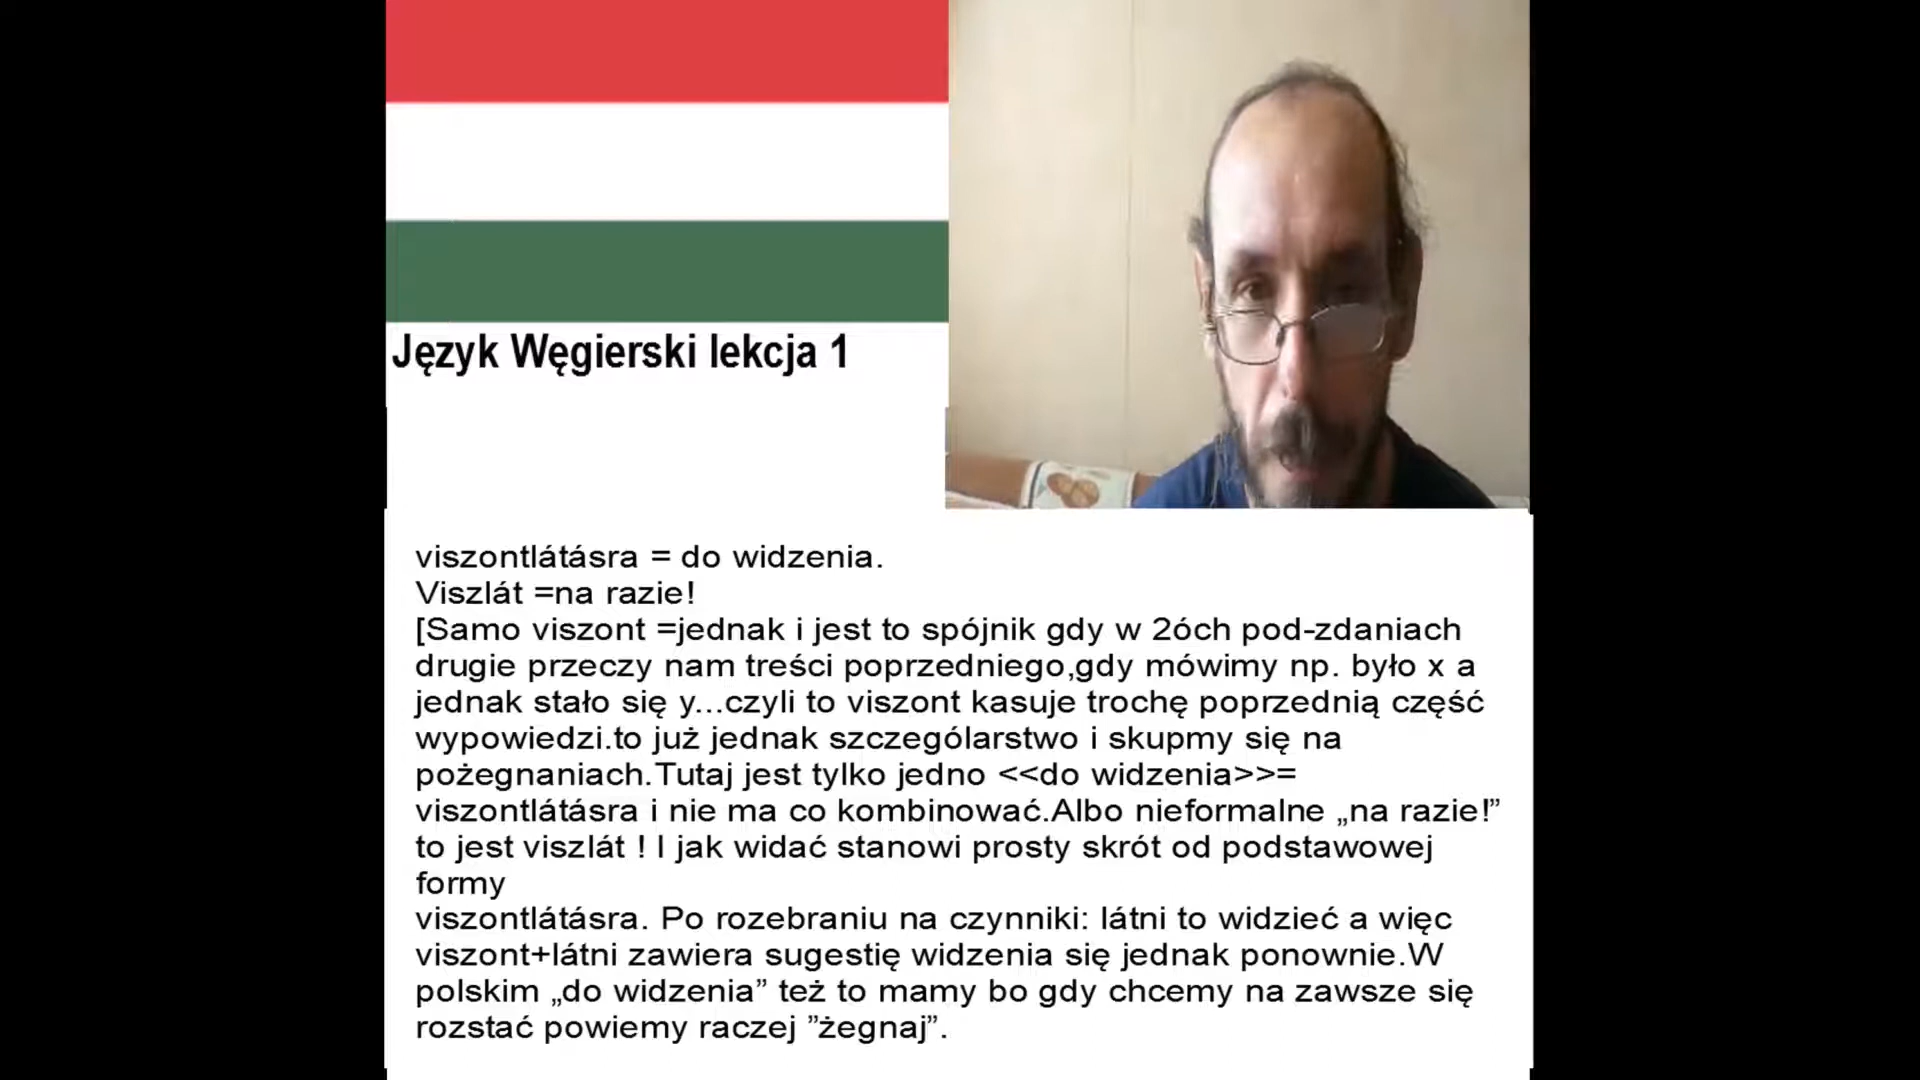 Język Węgierski lekcja 1
viszontlátásra = do widzenia.
Viszlát =na razie!
[Samo viszont =jednak i jest to spójnik gdy w 2óch pod-zdaniach
drugie przeczy nam treści poprzedniego,gdy mówimy np. było x a
jednak stało się y...czyli to viszont kasuje trochę poprzednią część
wypowiedzi.to już jednak szczególarstwo i skupmy się na
pożegnaniach.Tutaj jest tylko jedno <<do widzenia>>=
viszontlátásra i nie ma co kombinować.Albo nieformalne „na razie!”
to jest viszlát ! I jak widać stanowi prosty skrót od podstawowej
formy
viszontlátásra. Po rozebraniu na czynniki: látni to widzieć a więc
viszont+látni zawiera sugestię widzenia się jednak ponownie.W
polskim „do widzenia” też to mamy bo gdy chcemy na zawsze się
rozstać powiemy raczej ”żegnaj”.